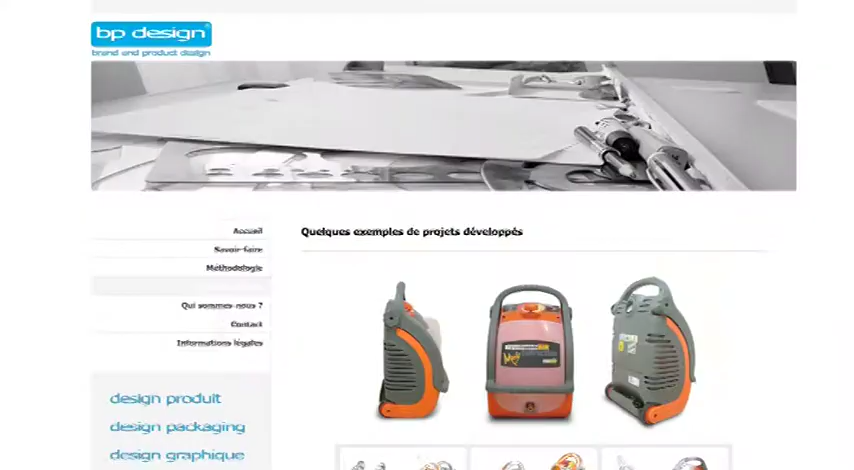 bp design®
brand and product design
Accueil
Savoir-faire
Méthodologie
Qui sommes-nous ?
Contact
Informations légales
Quelques exemples de projets développés
design produit
design packaging
design graphique